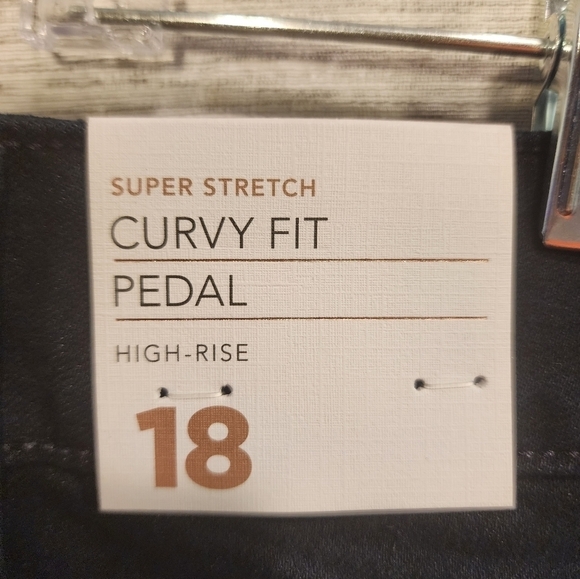 SUPER STRETCH
CURVY FIT
PEDAL
HIGH-RISE
18